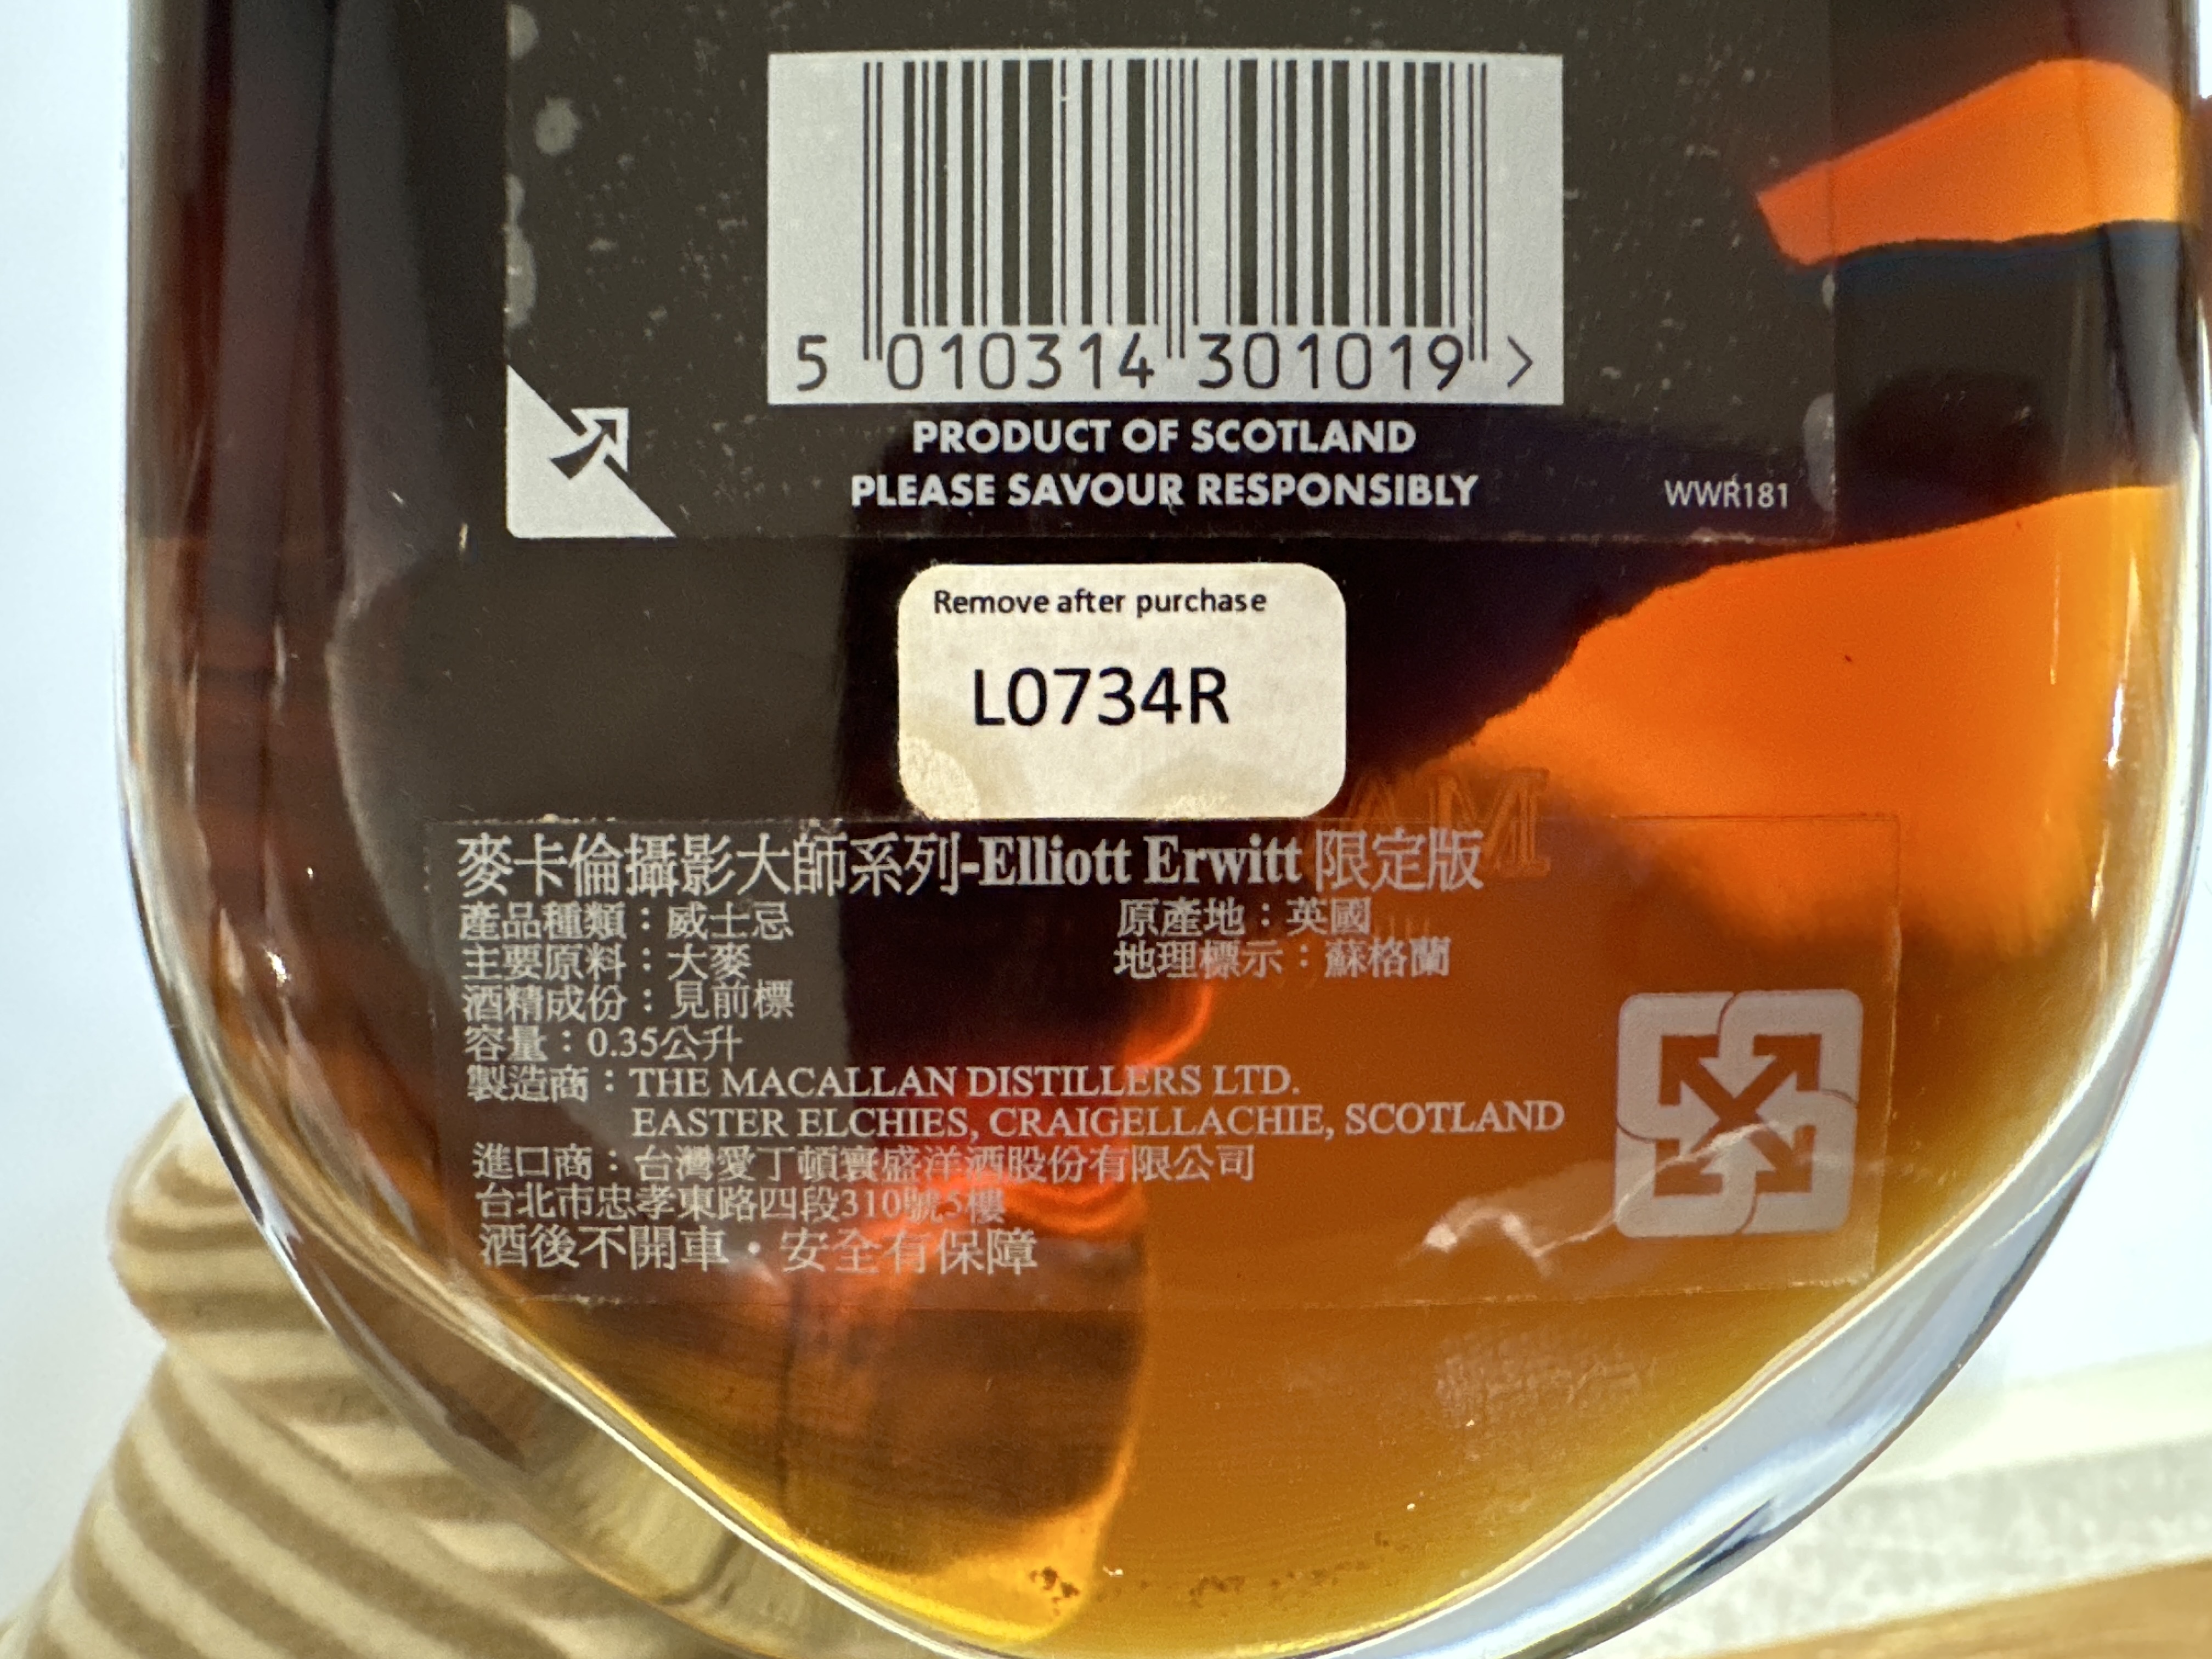 5 010314 301019 >
PRODUCT OF SCOTLAND
PLEASE SAVOUR RESPONSIBLY
WWR181
Remove after purchase
L0734R
麥卡倫攝影大師系列-Elliott Erwitt 限定版
產品種類：威士忌 原產地：英國
主要原料：大麥 地理標示：蘇格蘭
酒精成份：見前標
容量：0.35公升
製造商：THE MACALLAN DISTILLERS LTD.
EASTER ELCHIES, CRAIGELLACHIE, SCOTLAND
進口商：台灣愛丁頓寰盛洋酒股份有限公司
台北市忠孝東路四段310號5樓
酒後不開車・安全有保障